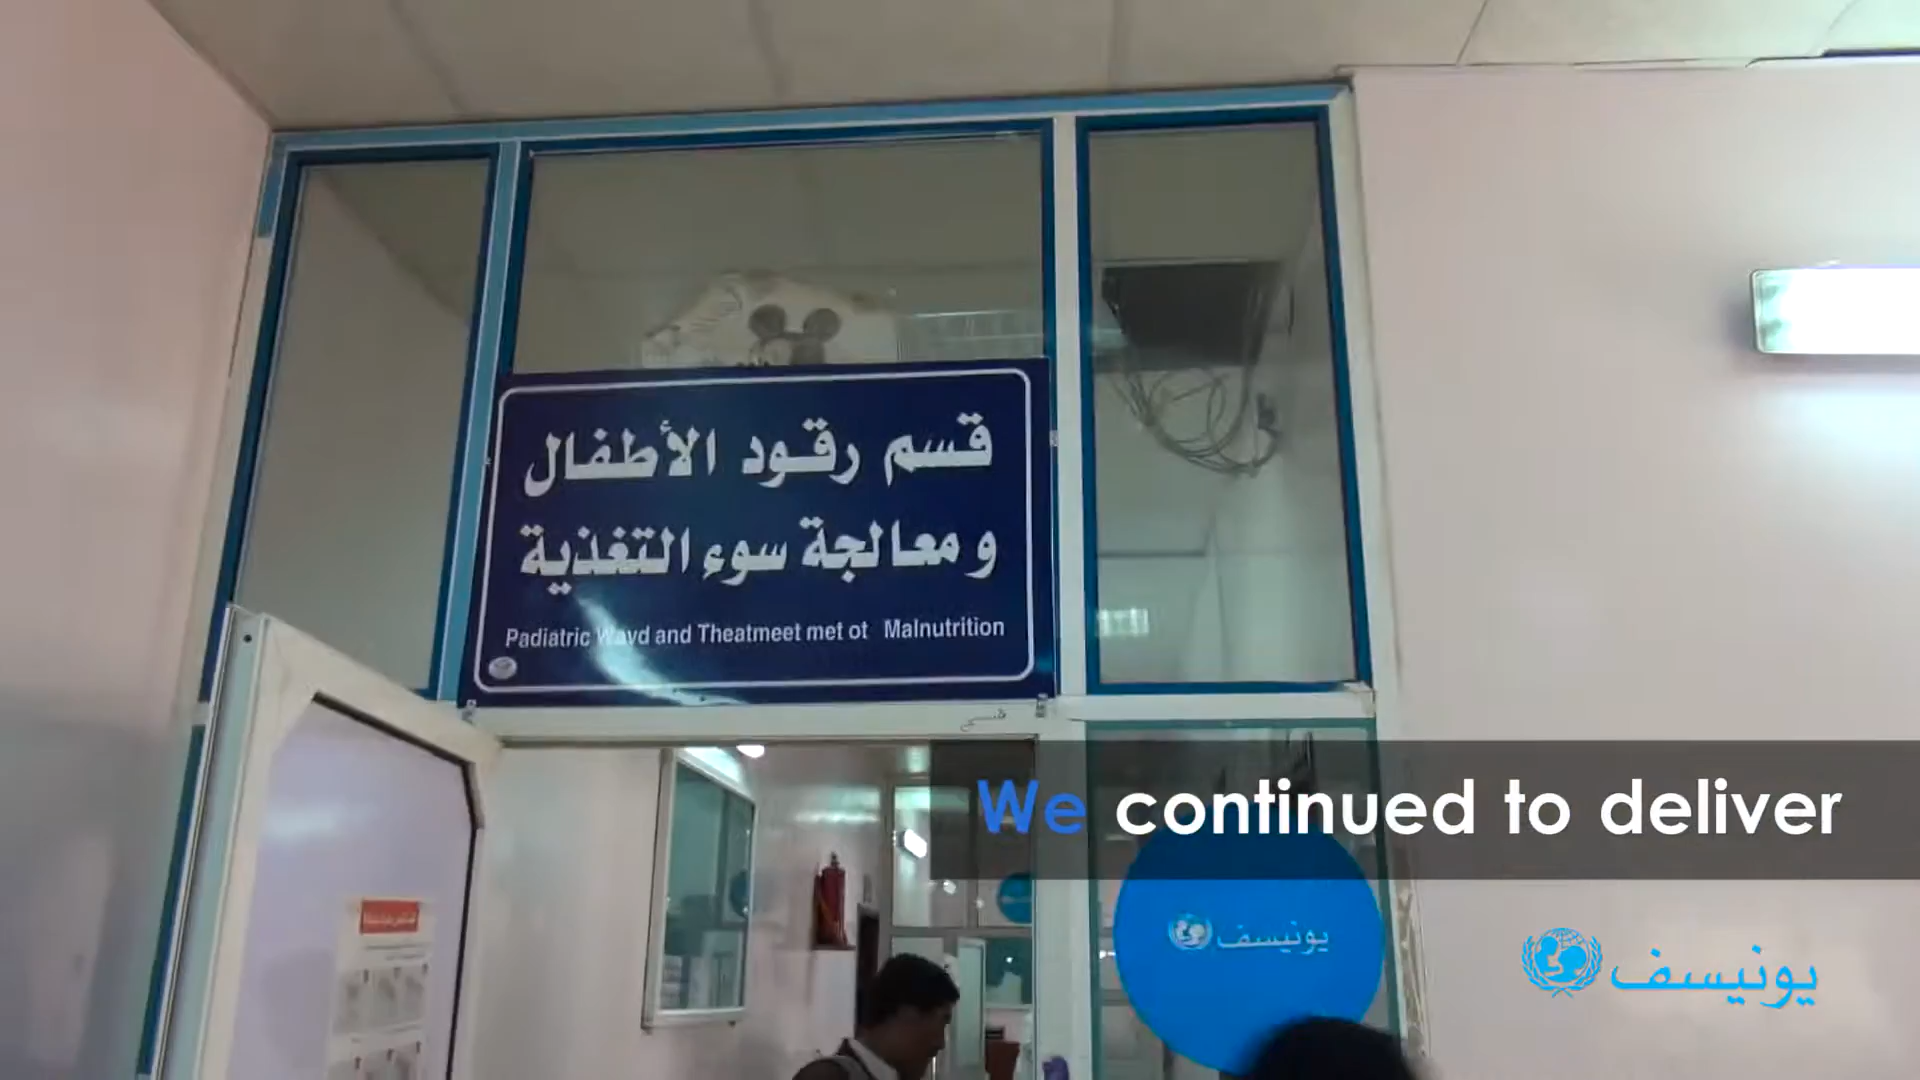 قسم رقود الأطفال
و معالجة سوء التغذية
Padiatric Wavd and Theatmeet met ot Malnutrition
We continued to deliver
يونيسف
يونيسف